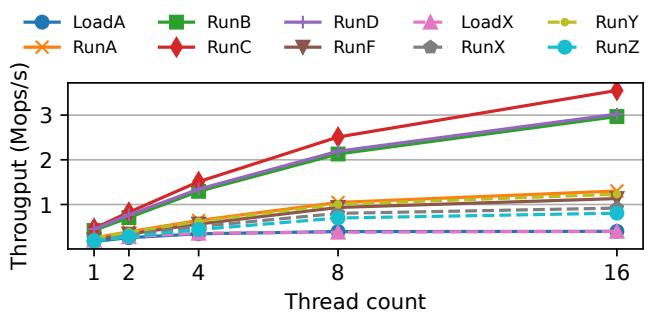 LoadA RunB RunD LoadX RunY
RunA RunC RunF RunX RunZ
Througput (Mops/s)
3
2
1
1 2 4 8 16
Thread count